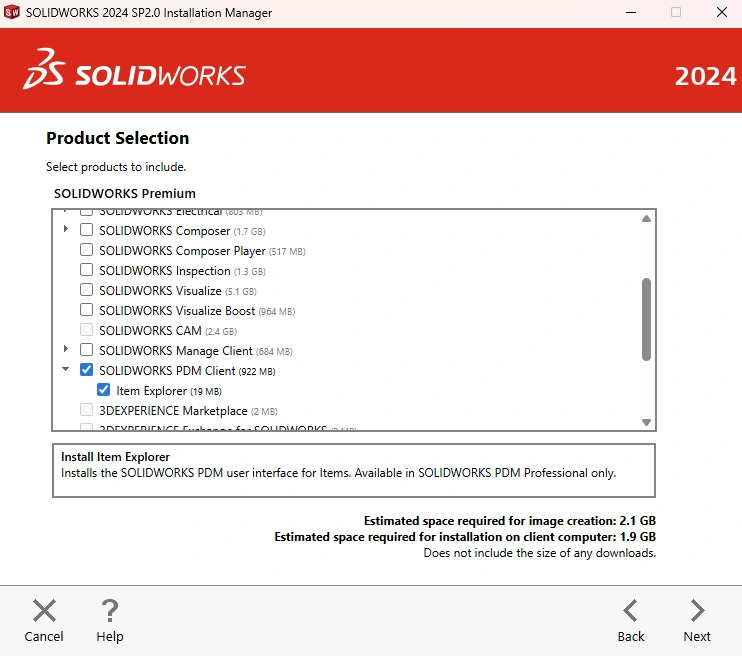 SOLIDWORKS 2024 SP2.0 Installation Manager
SOLIDWORKS
2024
Product Selection
Select products to include.
SOLIDWORKS Premium
SOLIDWORKS Electrical (803 MB)
SOLIDWORKS Composer (1.7 GB)
SOLIDWORKS Composer Player (517 MB)
SOLIDWORKS Inspection (1.3 GB)
SOLIDWORKS Visualize (5.1 GB)
SOLIDWORKS Visualize Boost (964 MB)
SOLIDWORKS CAM (2.4 GB)
SOLIDWORKS Manage Client (684 MB)
SOLIDWORKS PDM Client (922 MB)
Item Explorer (19 MB)
3DEXPERIENCE Marketplace (2 MB)
3DEXPERIENCE Exchange for SOLIDWORKS
Install Item Explorer
Installs the SOLIDWORKS PDM user interface for Items. Available in SOLIDWORKS PDM Professional only.
Estimated space required for image creation: 2.1 GB
Estimated space required for installation on client computer: 1.9 GB
Does not include the size of any downloads.
Cancel
Help
Back
Next